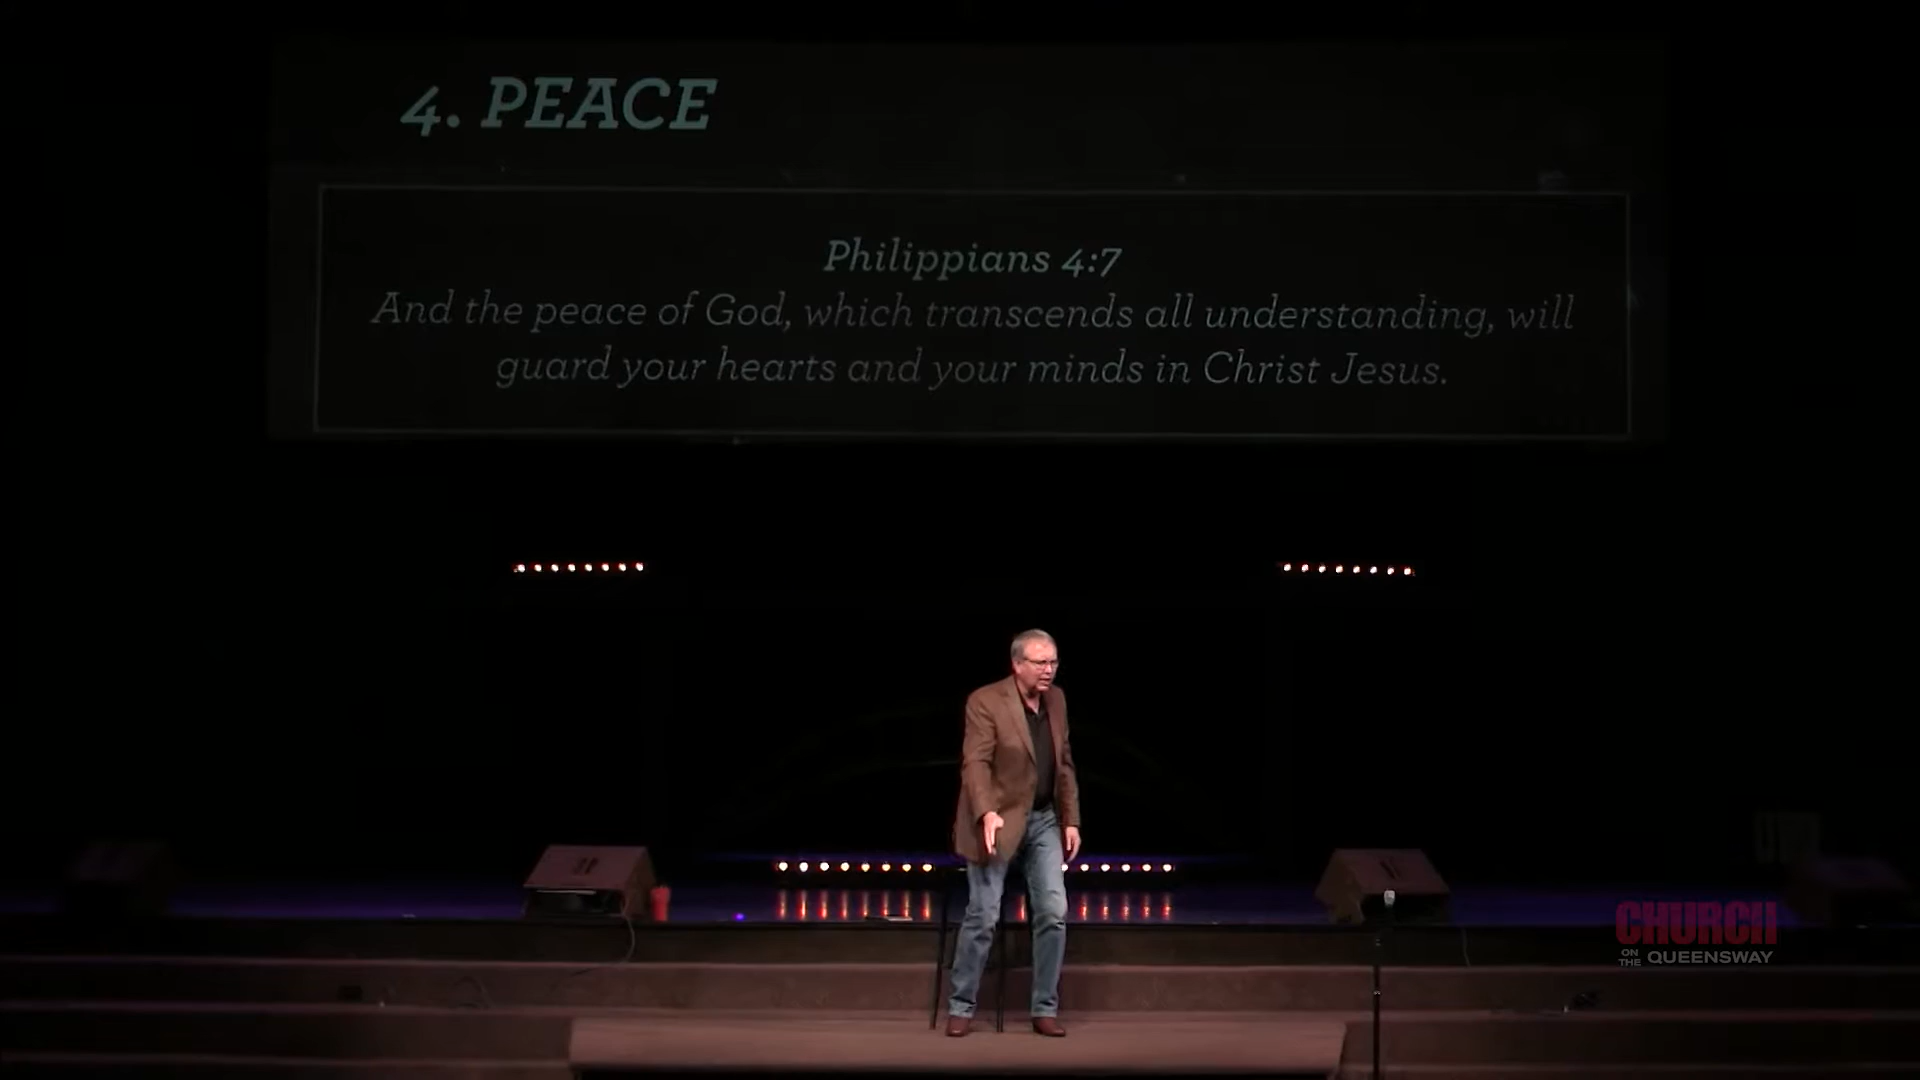 4. PEACE
Philippians 4:7
And the peace of God, which transcends all understanding, will
guard your hearts and your minds in Christ Jesus.
CHURCH
ON THE QUEENSWAY